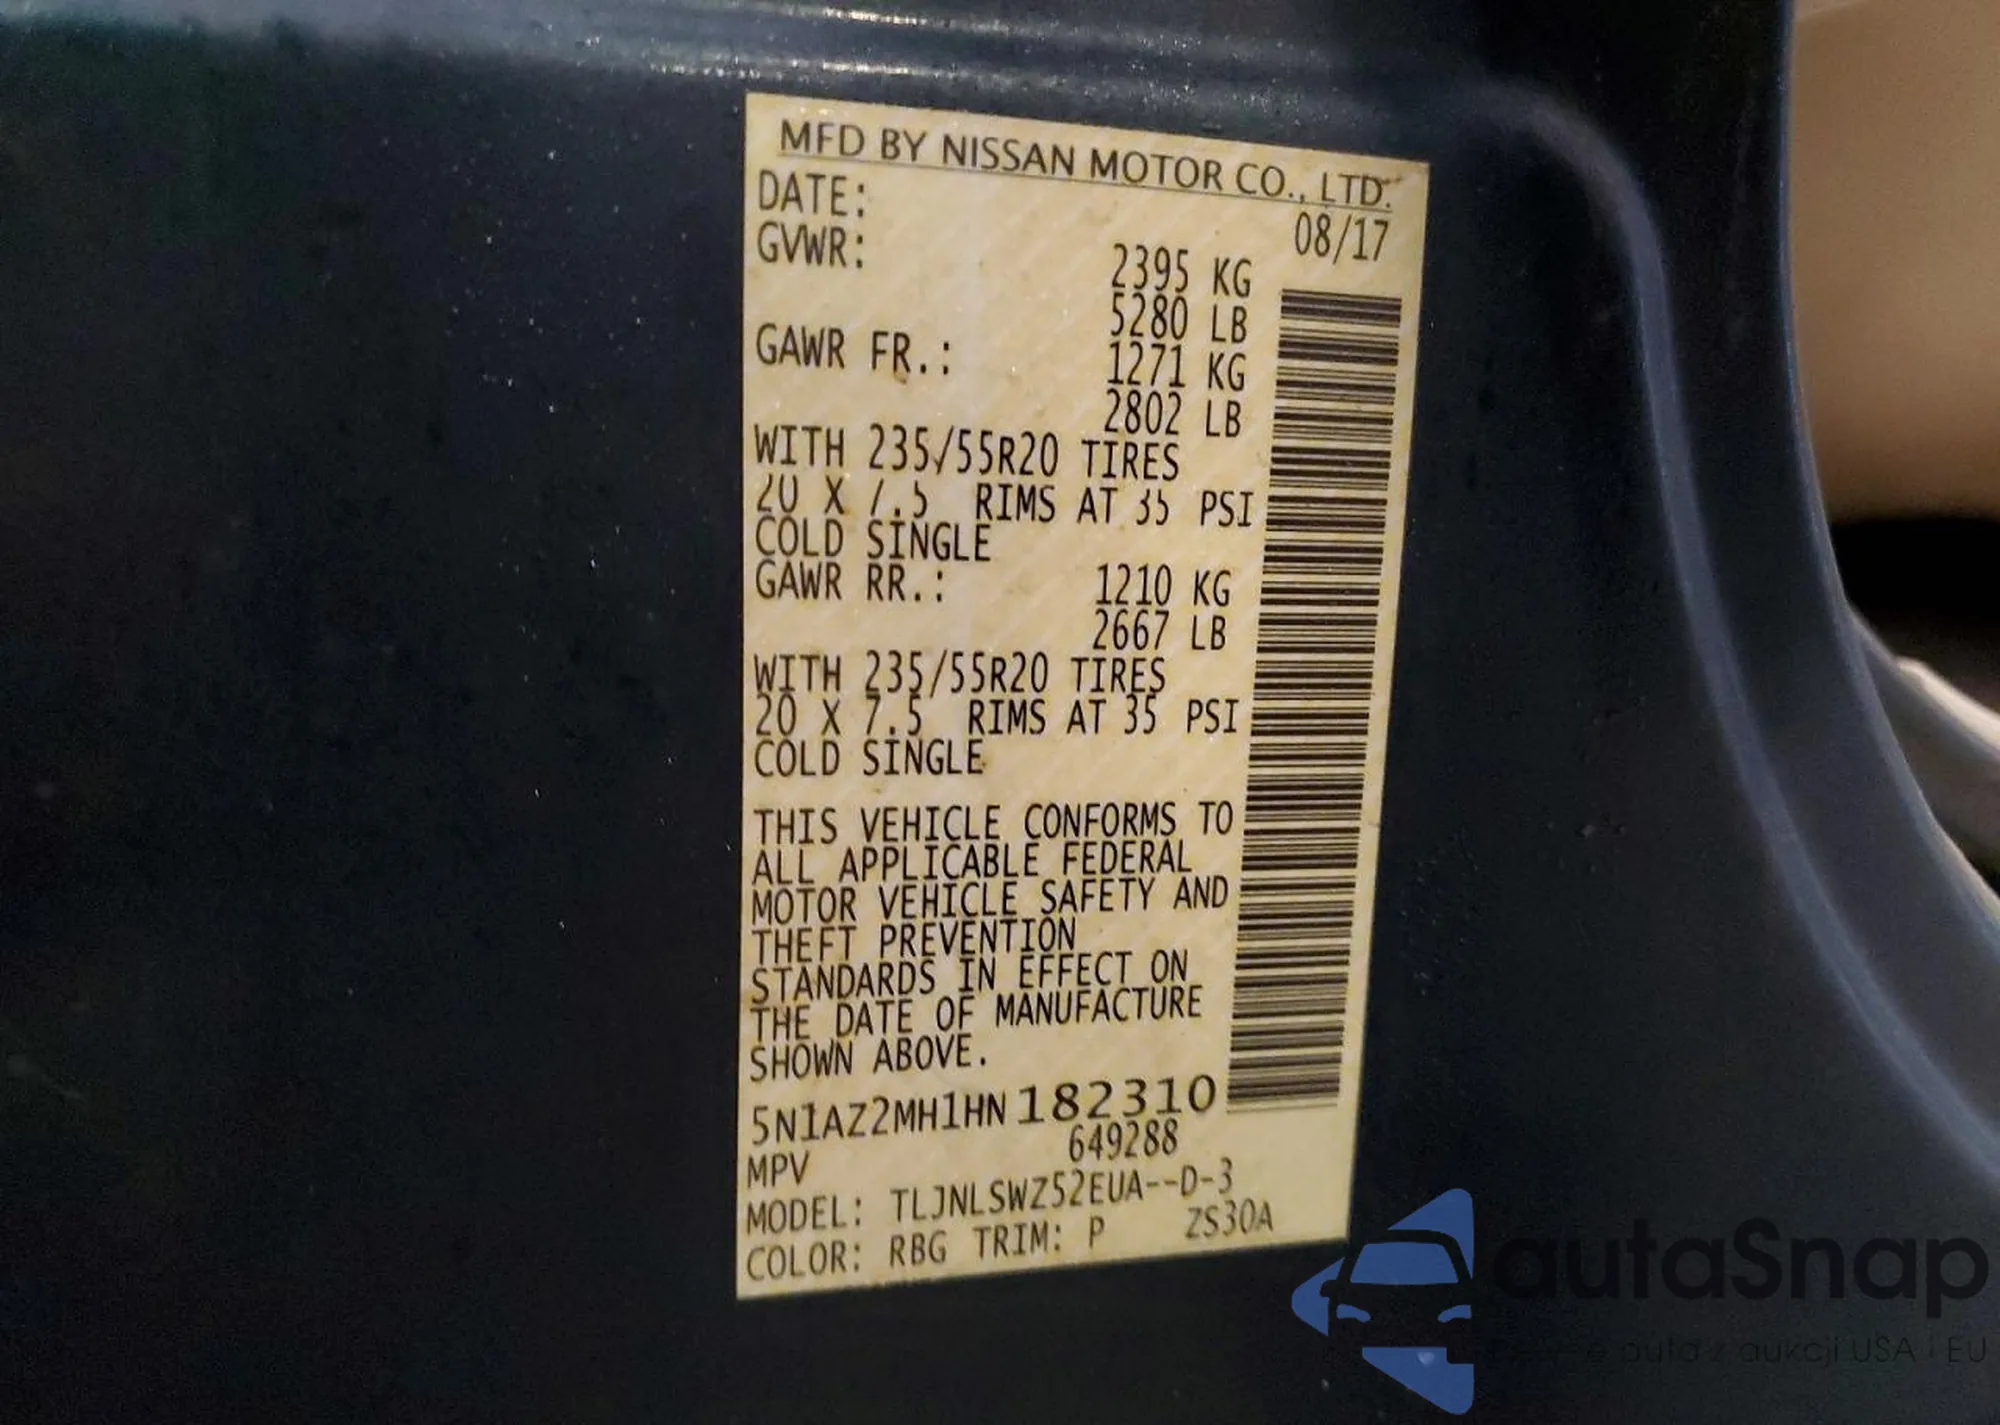 MFD BY NISSAN MOTOR CO., LTD.
DATE: 08/17
GVWR: 2395 KG
5280 LB
GAWR FR.: 1271 KG
2802 LB
WITH 235/55R20 TIRES
20 X 7.5 RIMS AT 35 PSI
COLD SINGLE
GAWR RR.: 1210 KG
2667 LB
WITH 235/55R20 TIRES
20 X 7.5 RIMS AT 35 PSI
COLD SINGLE
THIS VEHICLE CONFORMS TO
ALL APPLICABLE FEDERAL
MOTOR VEHICLE SAFETY AND
THEFT PREVENTION
STANDARDS IN EFFECT ON
THE DATE OF MANUFACTURE
SHOWN ABOVE.
5N1AZ2MH1HN182310
649288
MPV
MODEL: TLJNLSWZ52EUA--D-3
COLOR: RBG TRIM: P ZS30A
autaSnap
auta z aukcji USA i EU